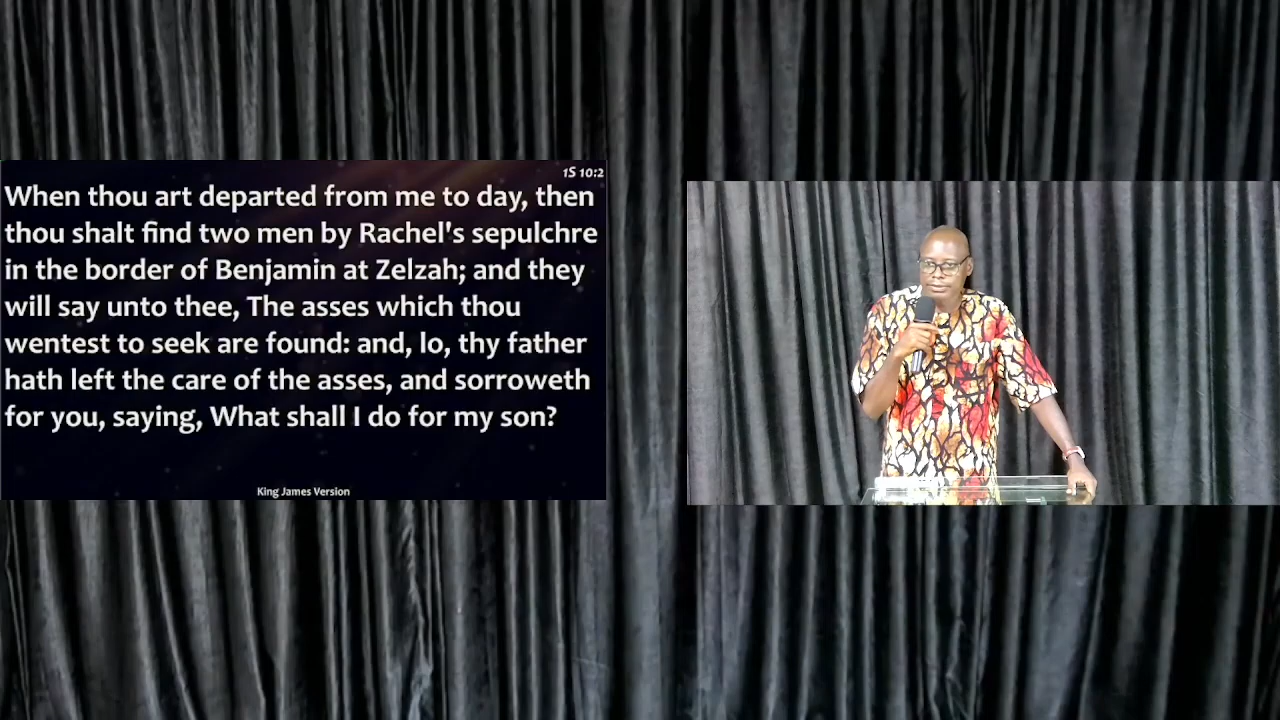 1S 10:2
When thou art departed from me to day, then
thou shalt find two men by Rachel's sepulchre
in the border of Benjamin at Zelzah; and they
will say unto thee, The asses which thou
wentest to seek are found: and, lo, thy father
hath left the care of the asses, and sorroweth
for you, saying, What shall I do for my son?
King James Version